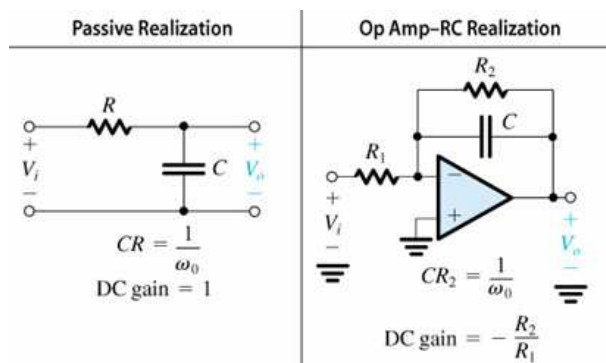 Passive Realization
R
+
V_i
−
C
+
V_o
−
CR = 1/ω_0
DC gain = 1
Op Amp–RC Realization
R_2
C
R_1
−
+
+
V_i
−
+
V_o
−
CR_2 = 1/ω_0
DC gain = − R_2/R_1